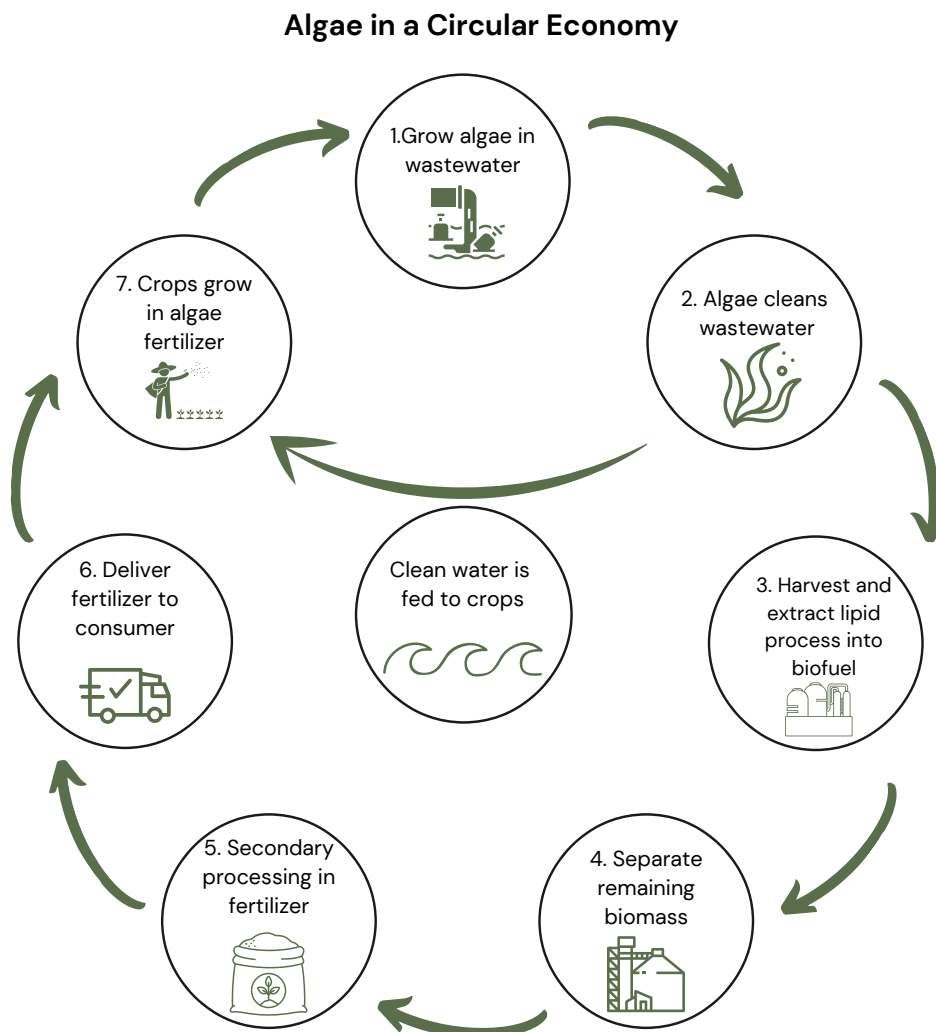 Algae in a Circular Economy
1.Grow algae in
wastewater
2. Algae cleans
wastewater
3. Harvest and
extract lipid
process into
biofuel
4. Separate
remaining
biomass
5. Secondary
processing in
fertilizer
6. Deliver
fertilizer to
consumer
7. Crops grow
in algae
fertilizer
Clean water is
fed to crops